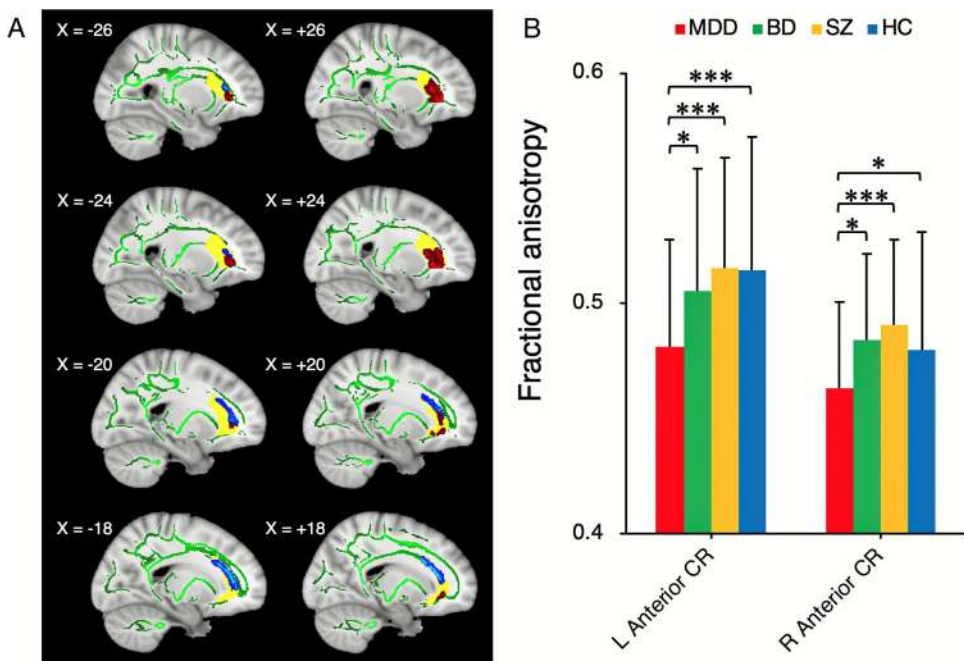 A
X = -26
X = +26
X = -24
X = +24
X = -20
X = +20
X = -18
X = +18
B
MDD BD SZ HC
Fractional anisotropy
0.6
0.5
0.4
***
***
*
*
***
*
L Anterior CR
R Anterior CR